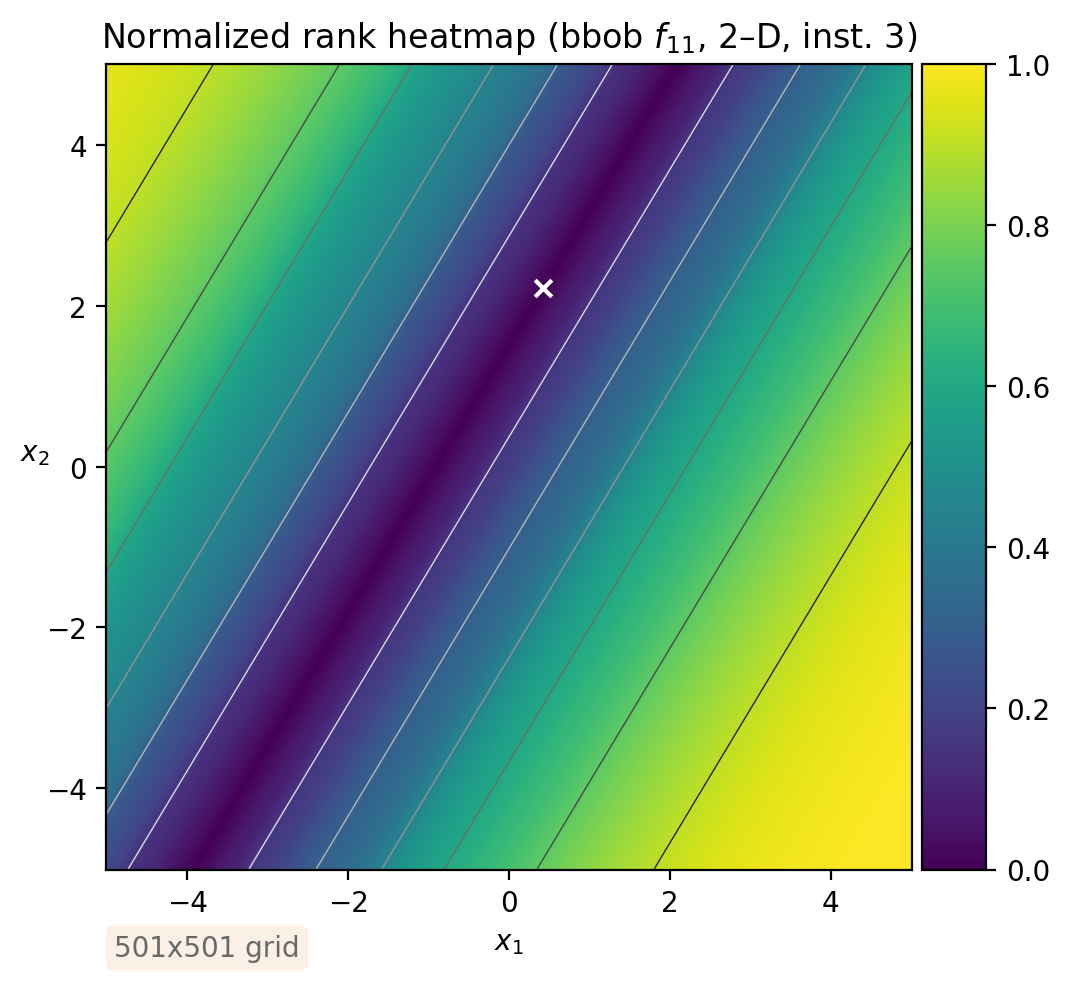 Normalized rank heatmap (bbob f₁₁, 2–D, inst. 3)
4
2
0
−2
−4
x₂
−4 −2 0 2 4
x₁
1.0
0.8
0.6
0.4
0.2
0.0
501x501 grid